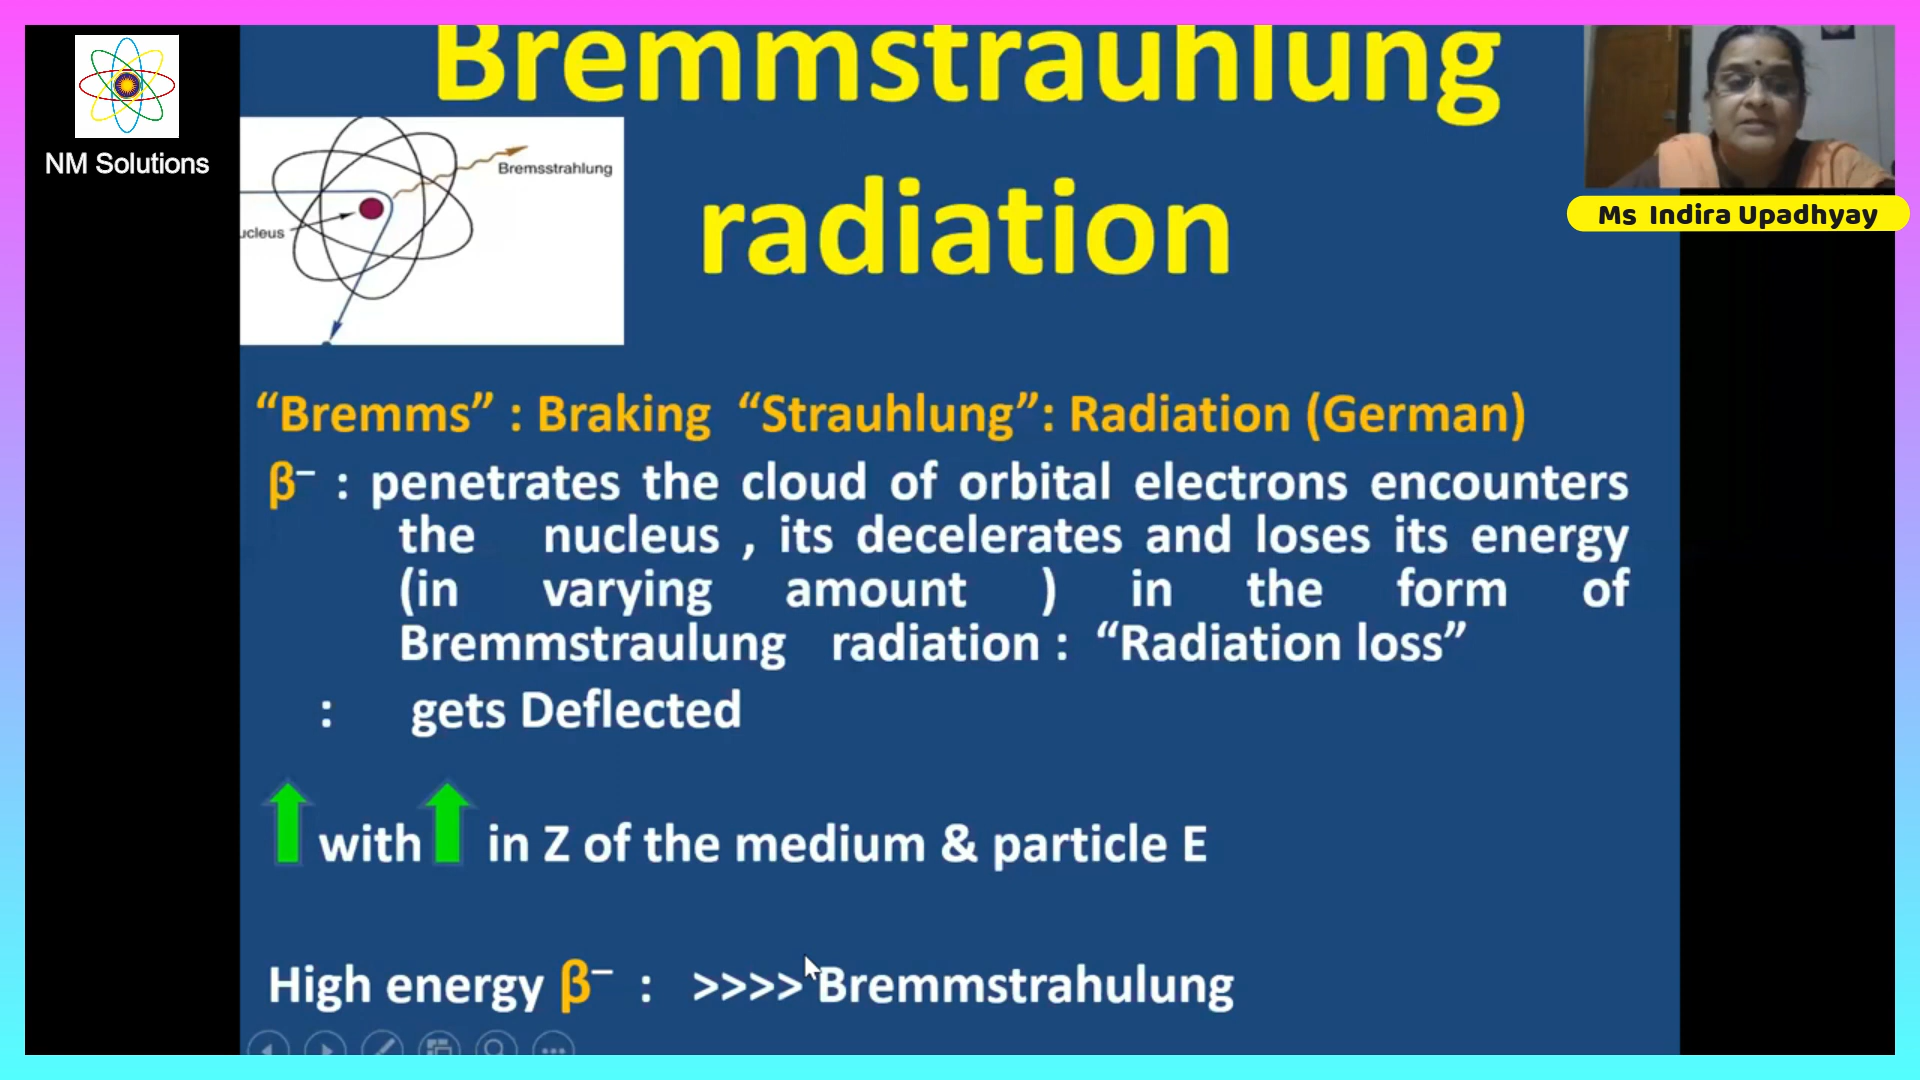 Bremmstrauhlung
radiation
NM Solutions
Bremsstrahlung
ucleus
Ms Indira Upadhyay
“Bremms” : Braking “Strauhlung”: Radiation (German)
β– : penetrates the cloud of orbital electrons encounters
the nucleus , its decelerates and loses its energy
(in varying amount ) in the form of
Bremmstraulung radiation : “Radiation loss”
: gets Deflected
with in Z of the medium & particle E
High energy β– : >>>> Bremmstrahulung